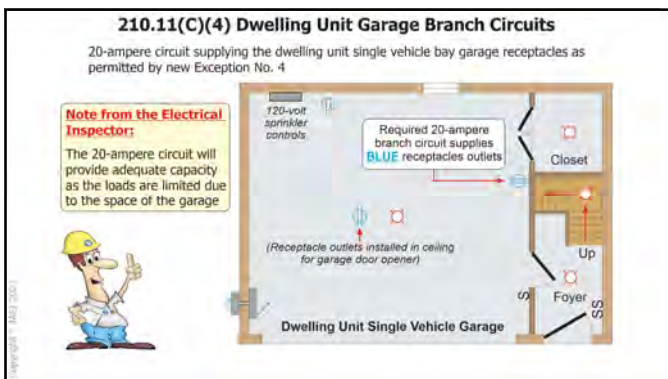 210.11(C)(4) Dwelling Unit Garage Branch Circuits
20-ampere circuit supplying the dwelling unit single vehicle bay garage receptacles as
permitted by new Exception No. 4
Note from the Electrical
Inspector:
The 20-ampere circuit will
provide adequate capacity
as the loads are limited due
to the space of the garage
120-volt
sprinkler
controls
Required 20-ampere
branch circuit supplies
BLUE receptacles outlets
Closet
(Receptacle outlets installed in ceiling
for garage door opener)
Up
Foyer
S
SS
Dwelling Unit Single Vehicle Garage